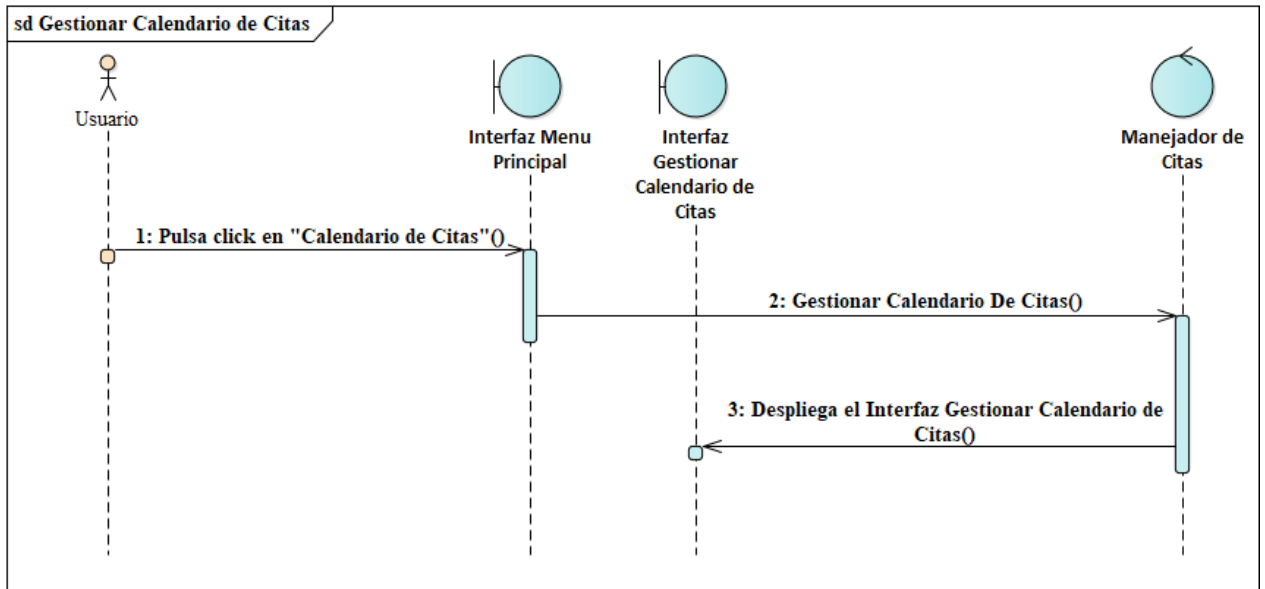 sd Gestionar Calendario de Citas
Usuario
Interfaz Menu
Principal
Interfaz
Gestionar
Calendario de
Citas
Manejador de
Citas
1: Pulsa click en "Calendario de Citas"()
2: Gestionar Calendario De Citas()
3: Despliega el Interfaz Gestionar Calendario de
Citas()